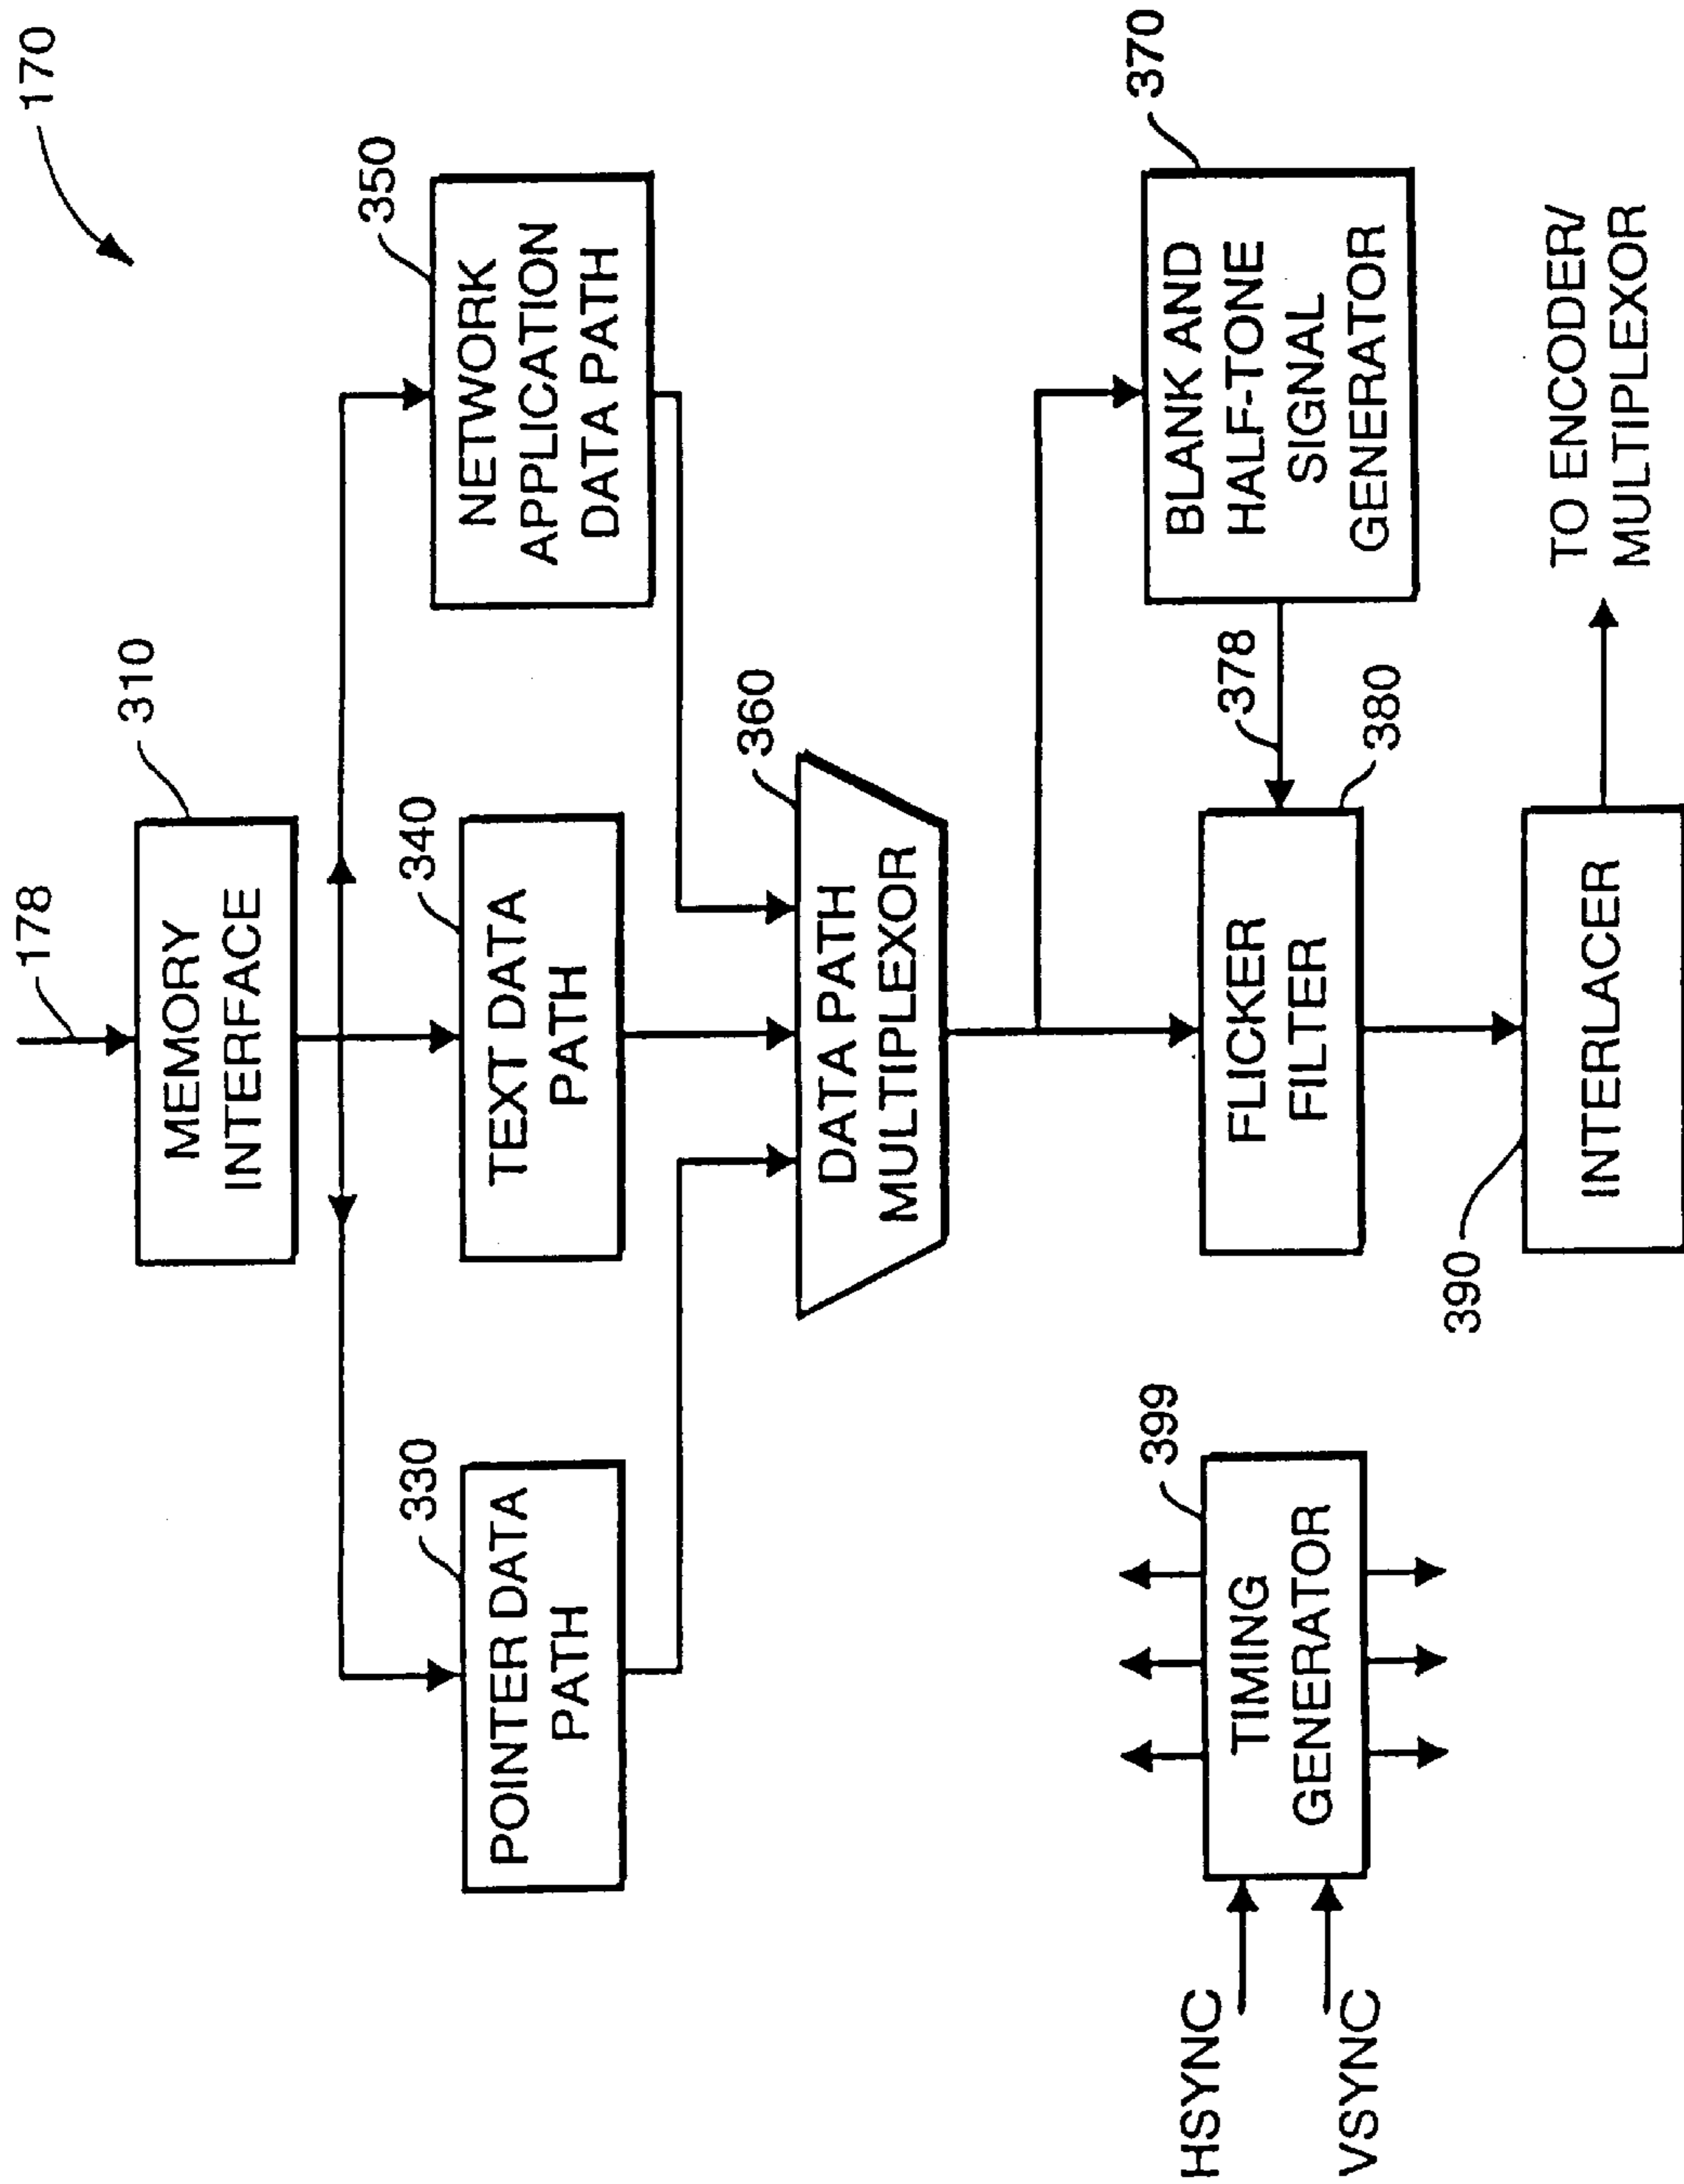 170
178
310
MEMORY
INTERFACE
330
POINTER DATA
PATH
340
TEXT DATA
PATH
350
NETWORK
APPLICATION
DATA PATH
360
DATA PATH
MULTIPLEXOR
399
TIMING
GENERATOR
HSYNC
VSYNC
FLICKER
FILTER
380
378
370
BLANK AND
HALF-TONE
SIGNAL
GENERATOR
390
INTERLACER
TO ENCODER/
MULTIPLEXOR